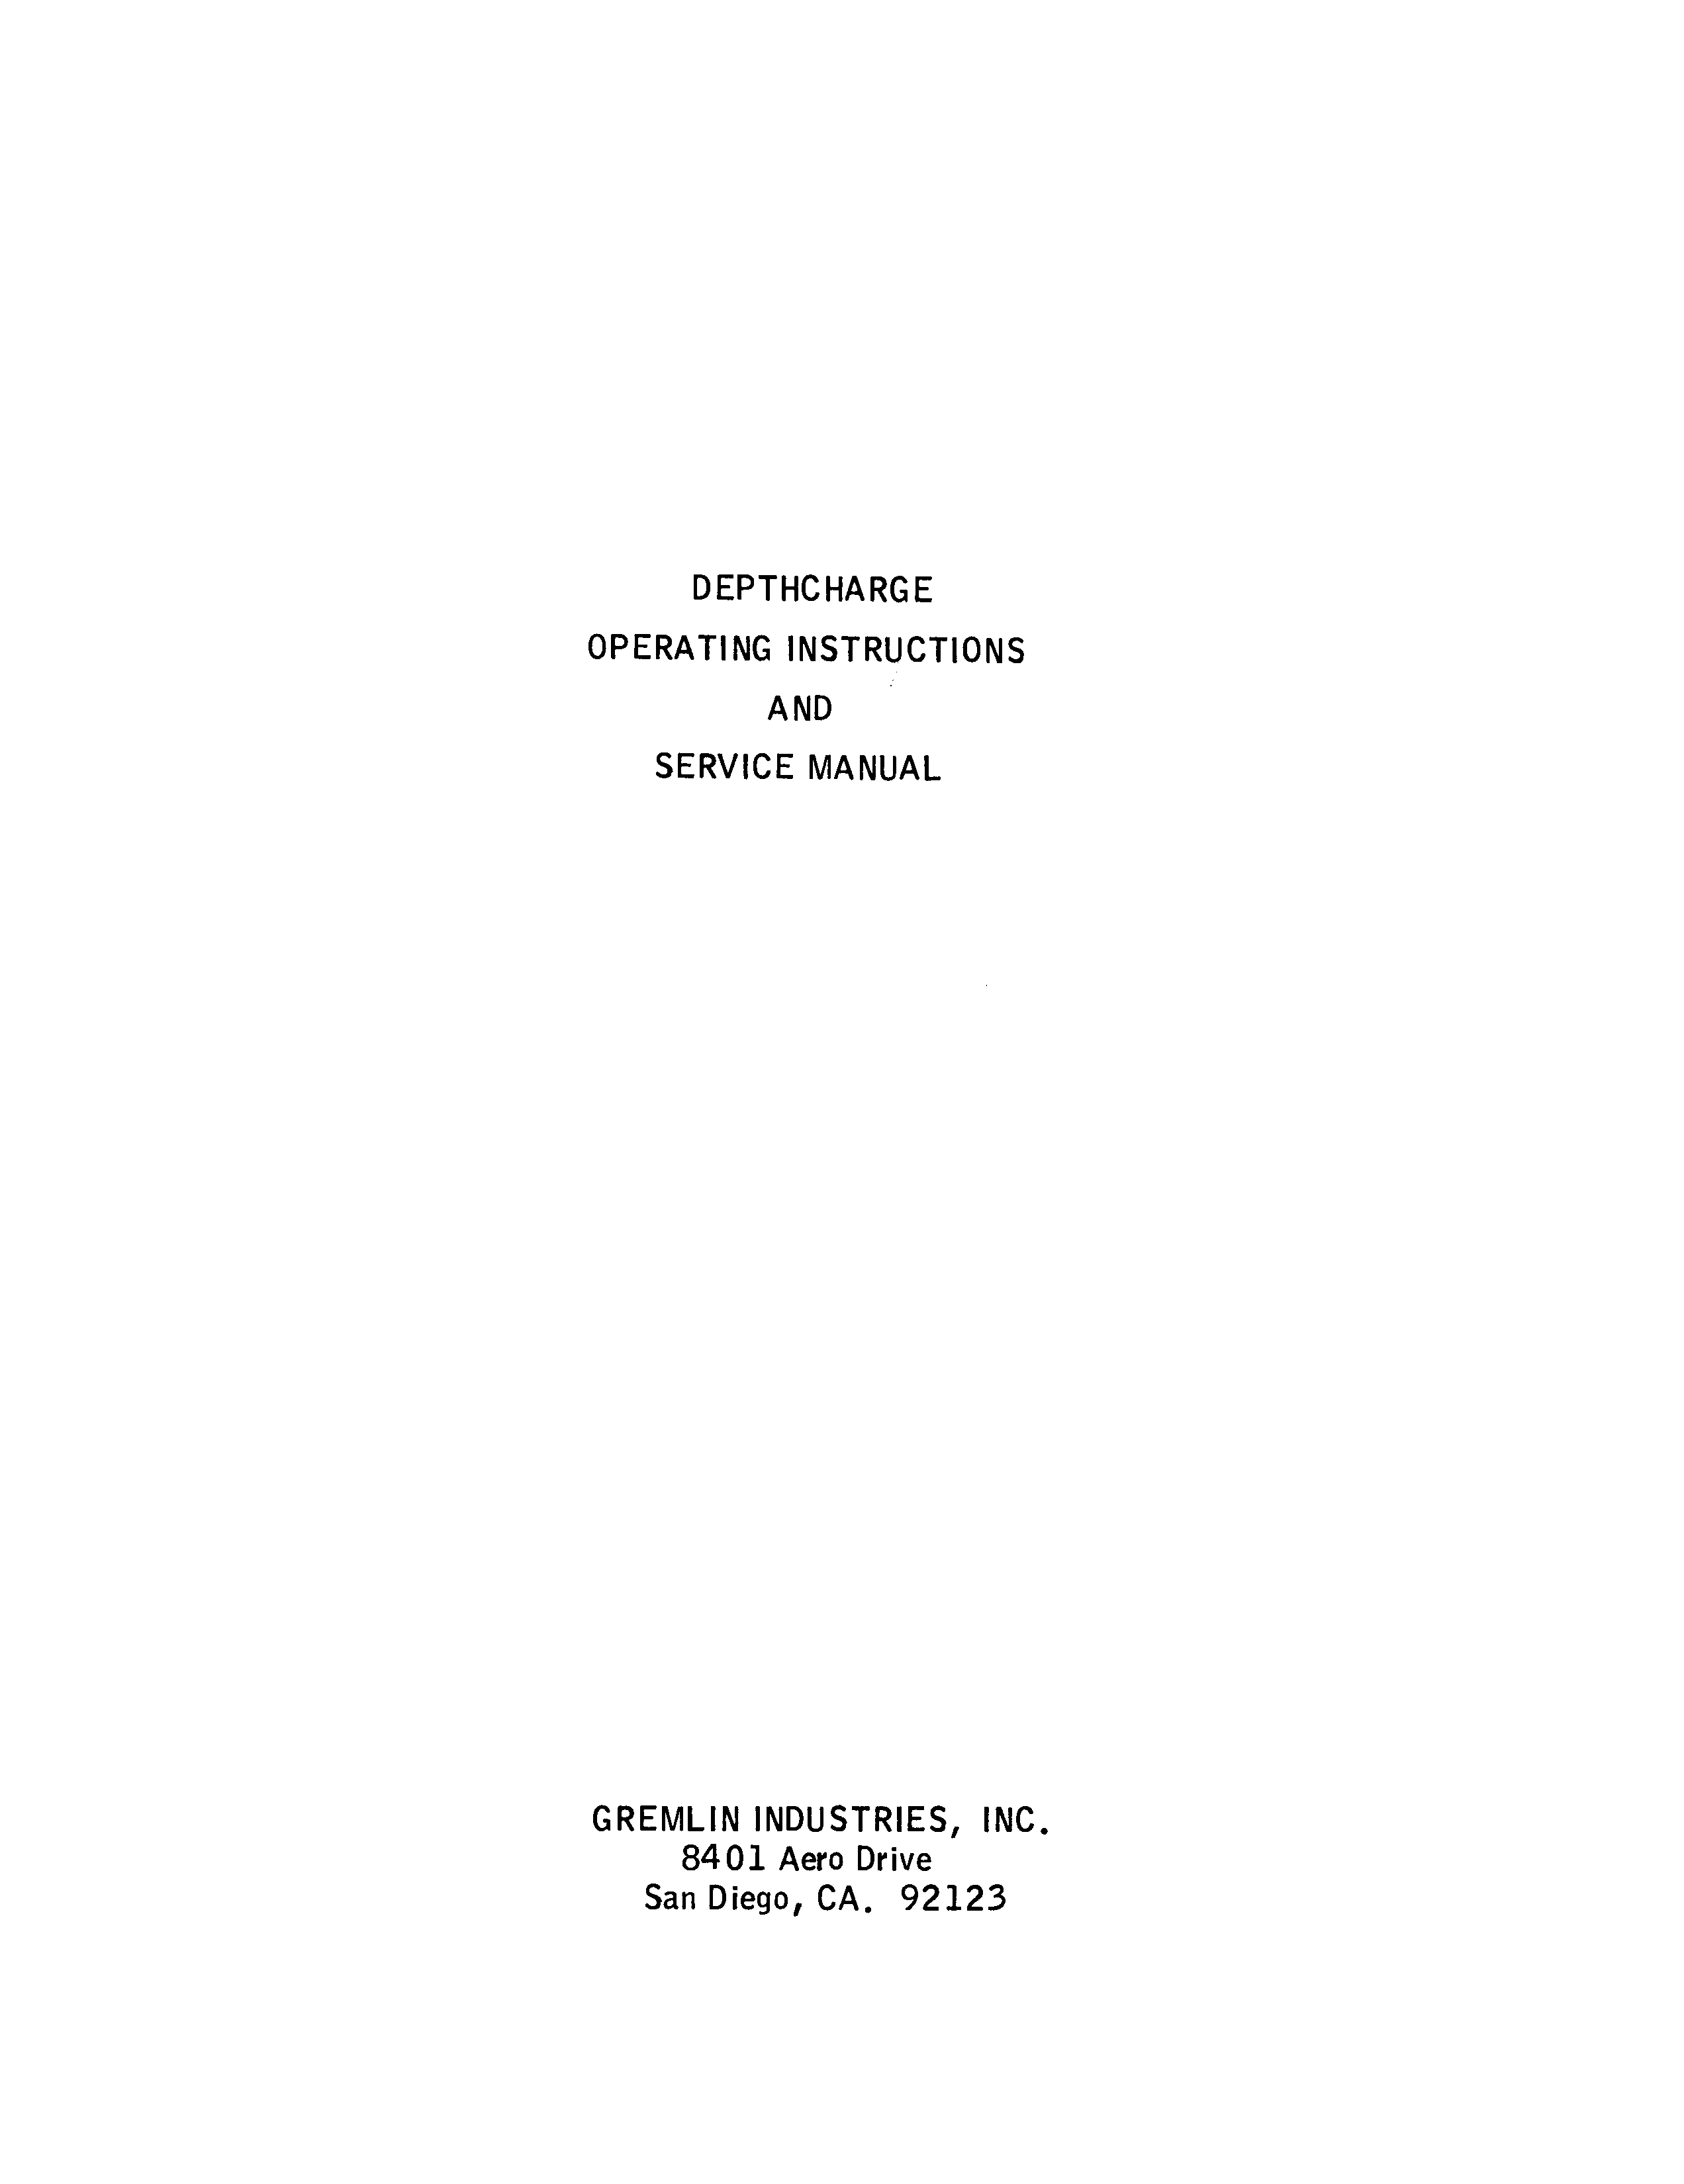 DEPTHCHARGE
OPERATING INSTRUCTIONS
AND
SERVICE MANUAL
GREMLIN INDUSTRIES, INC.
8401 Aero Drive
San Diego, CA. 92123